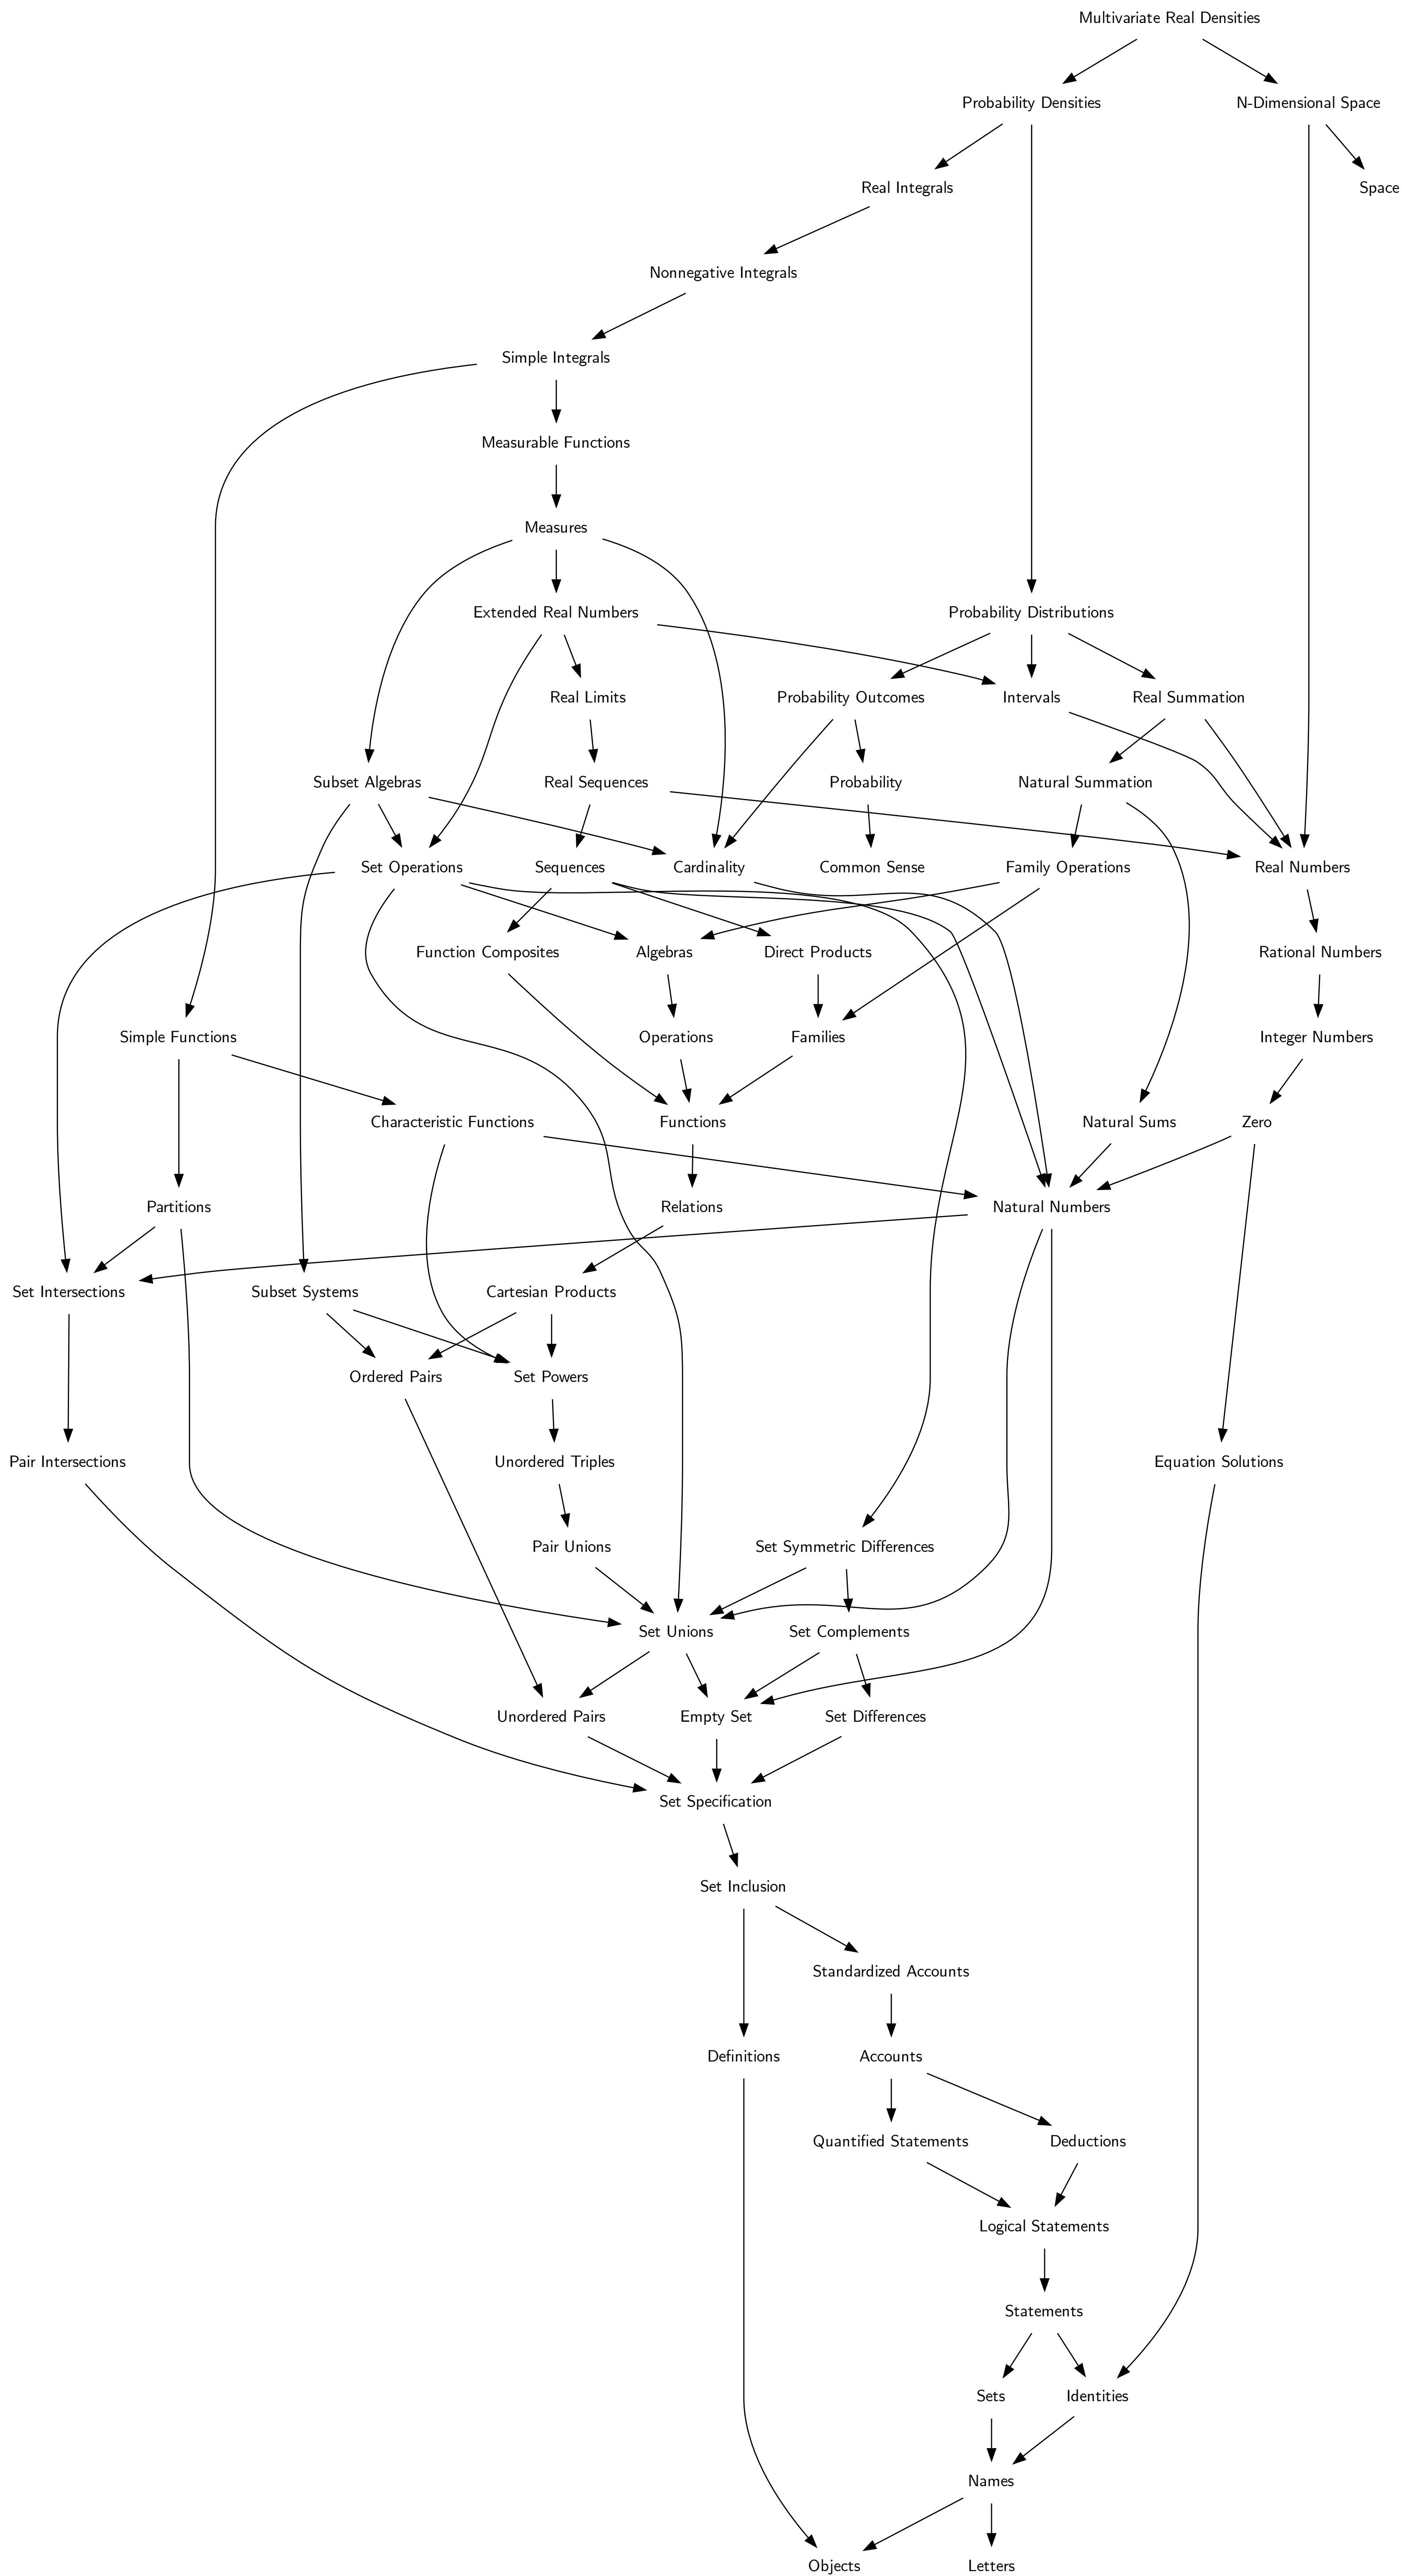 Multivariate Real Densities
Probability Densities
N-Dimensional Space
Real Integrals
Space
Nonnegative Integrals
Simple Integrals
Measurable Functions
Measures
Extended Real Numbers
Probability Distributions
Real Limits
Probability Outcomes
Intervals
Real Summation
Subset Algebras
Real Sequences
Probability
Natural Summation
Set Operations
Sequences
Cardinality
Common Sense
Family Operations
Real Numbers
Function Composites
Algebras
Direct Products
Rational Numbers
Simple Functions
Operations
Families
Integer Numbers
Characteristic Functions
Functions
Natural Sums
Zero
Partitions
Relations
Natural Numbers
Set Intersections
Subset Systems
Cartesian Products
Ordered Pairs
Set Powers
Pair Intersections
Unordered Triples
Equation Solutions
Pair Unions
Set Symmetric Differences
Set Unions
Set Complements
Unordered Pairs
Empty Set
Set Differences
Set Specification
Set Inclusion
Standardized Accounts
Definitions
Accounts
Quantified Statements
Deductions
Logical Statements
Statements
Sets
Identities
Names
Objects
Letters